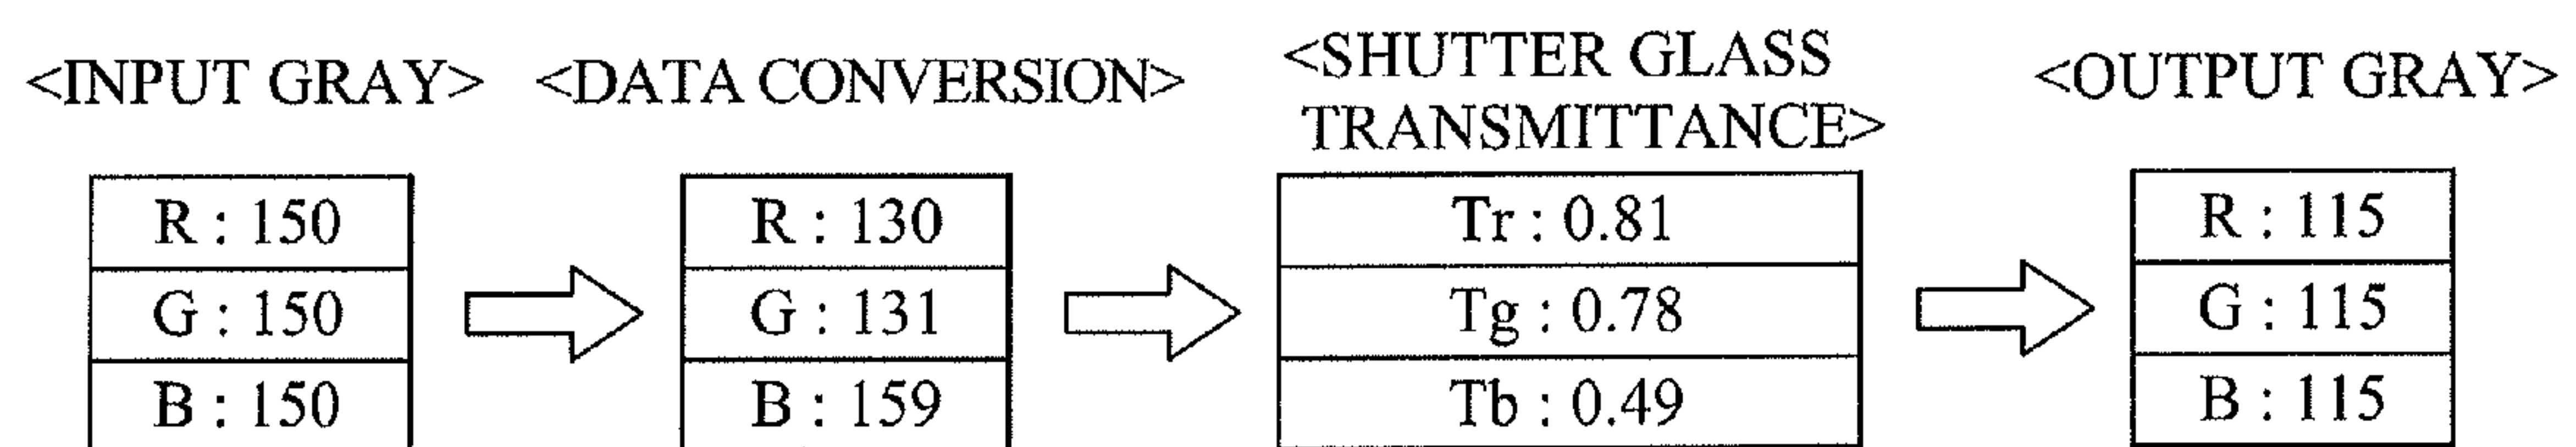 <INPUT GRAY>
<DATA CONVERSION>
<SHUTTER GLASS
TRANSMITTANCE>
<OUTPUT GRAY>
R : 150
G : 150
B : 150
R : 130
G : 131
B : 159
Tr : 0.81
Tg : 0.78
Tb : 0.49
R : 115
G : 115
B : 115